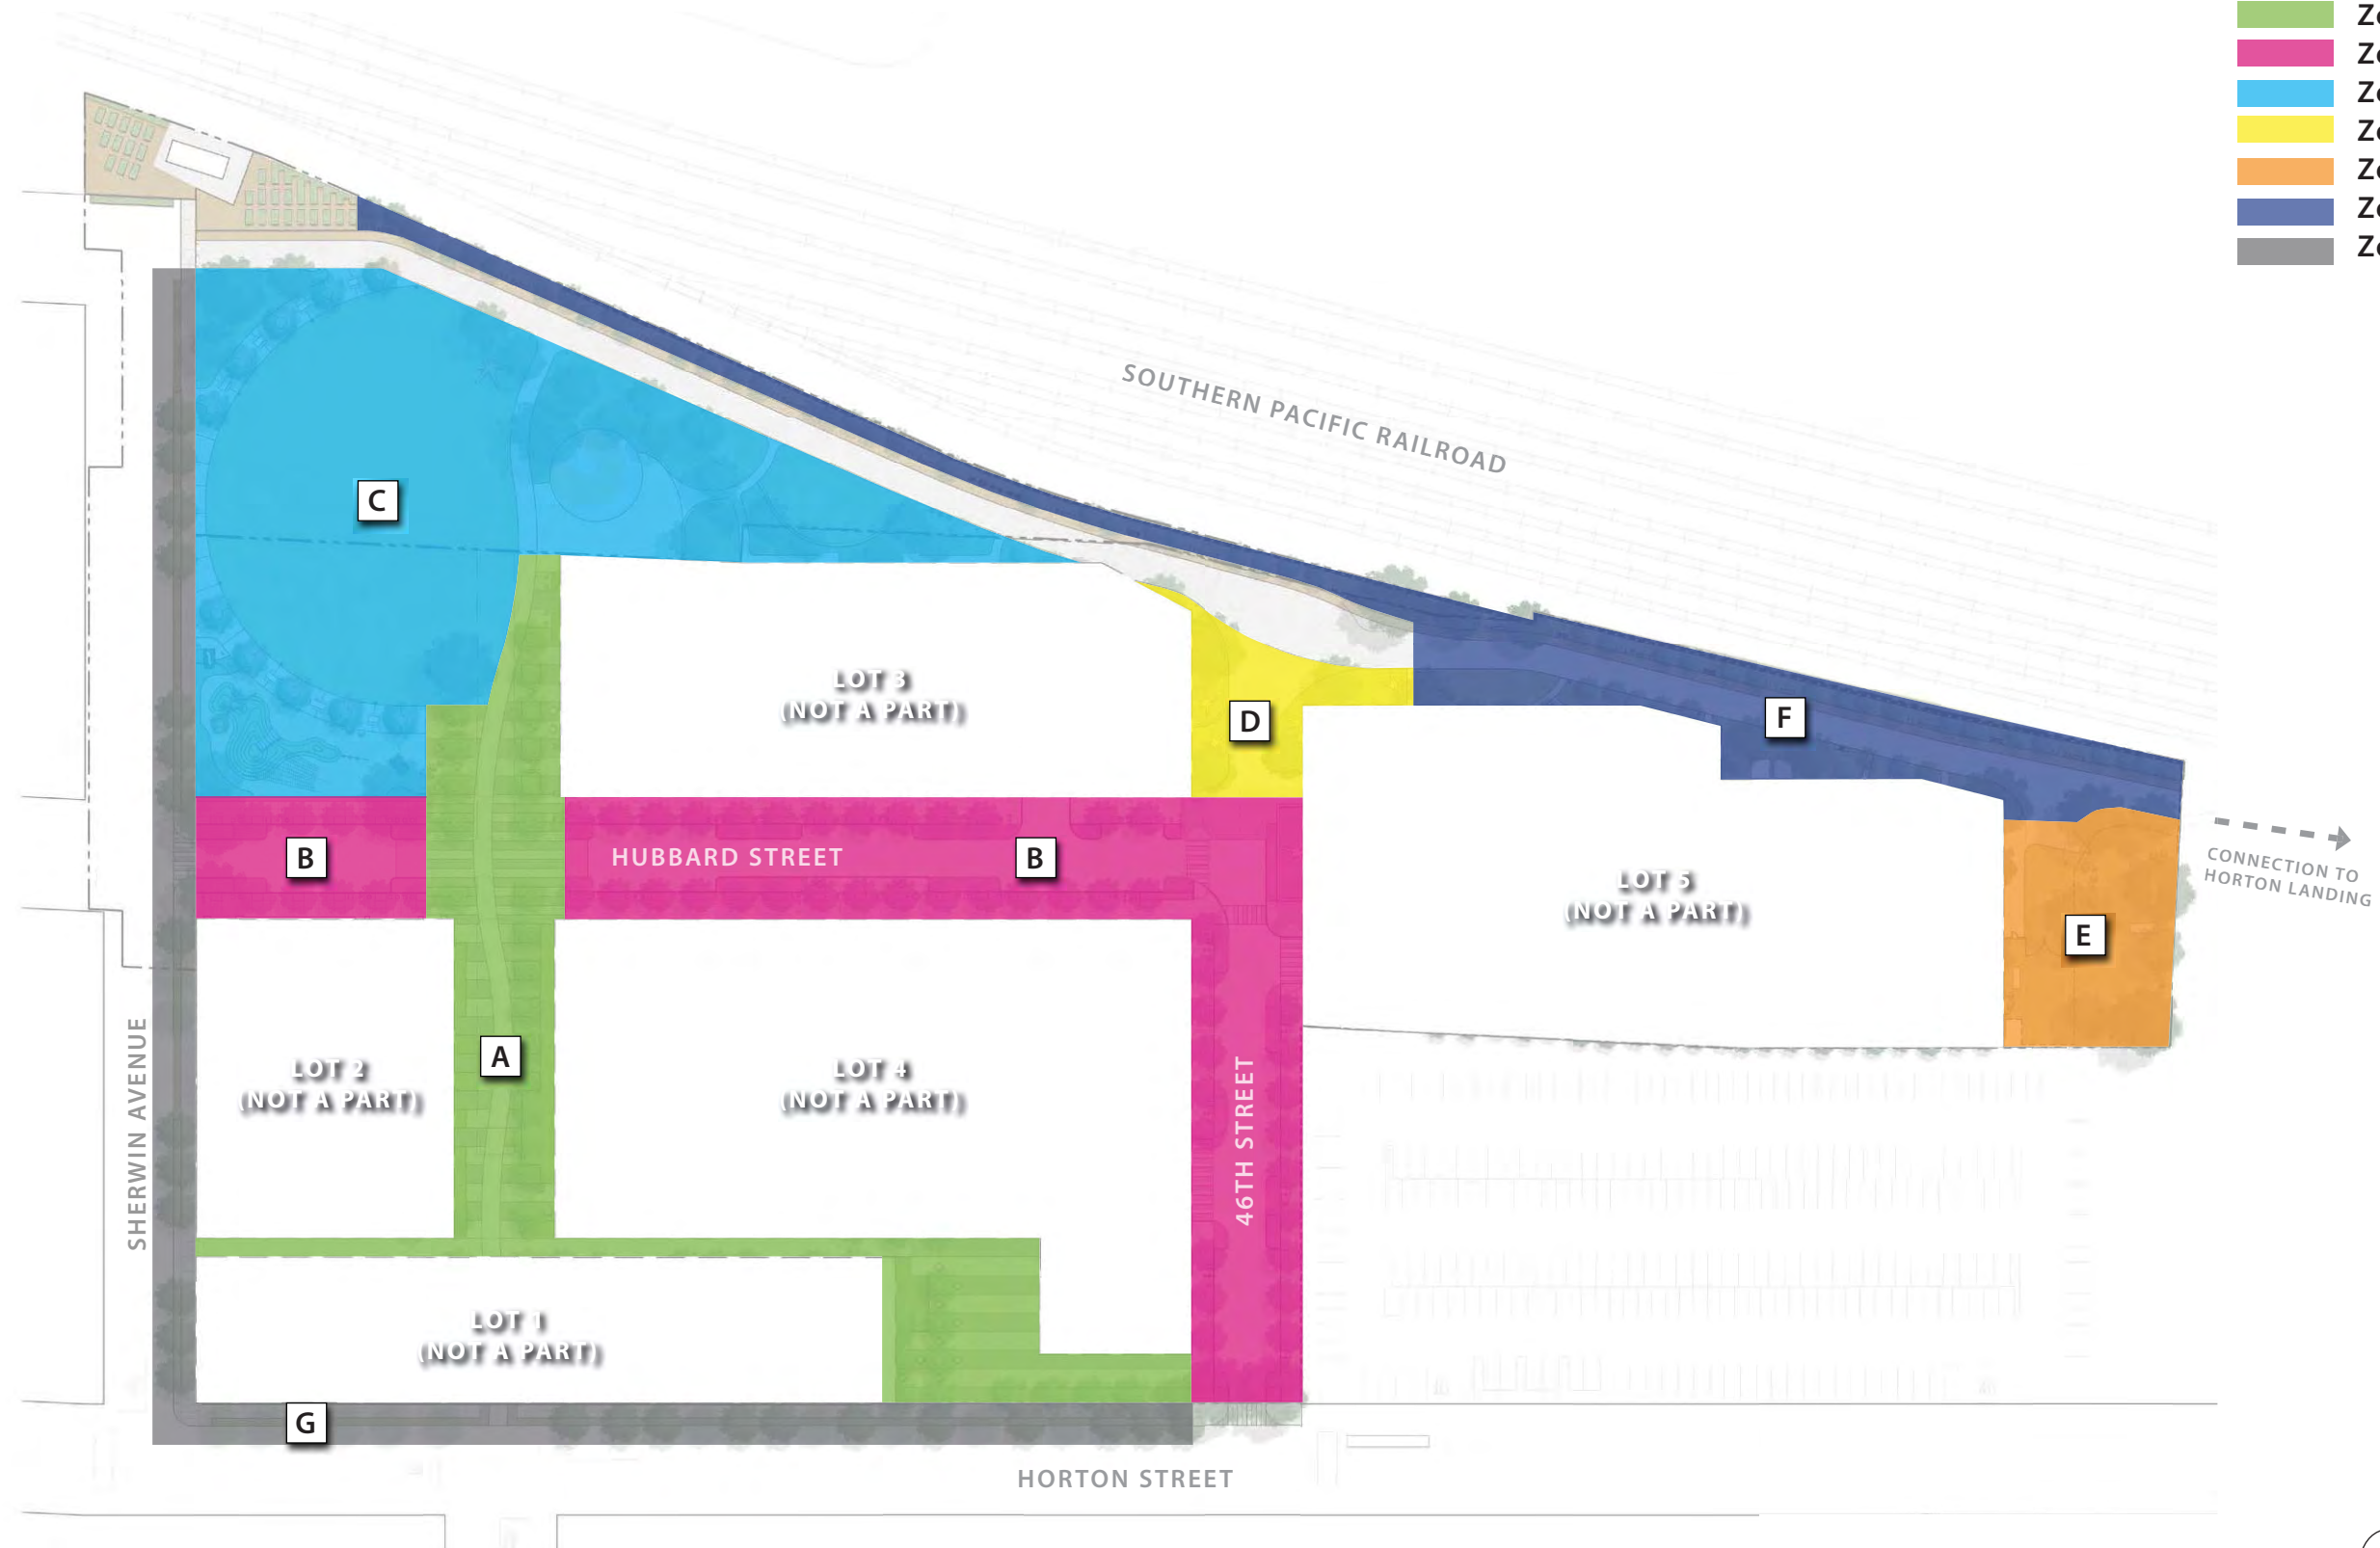 SOUTHERN PACIFIC RAILROAD
C
LOT 3
(NOT A PART)
D
F
B
HUBBARD STREET
B
CONNECTION TO
HORTON LANDING
LOT 5
(NOT A PART)
E
SHERWIN AVENUE
LOT 2
(NOT A PART)
A
LOT 4
(NOT A PART)
46TH STREET
LOT 1
(NOT A PART)
G
HORTON STREET